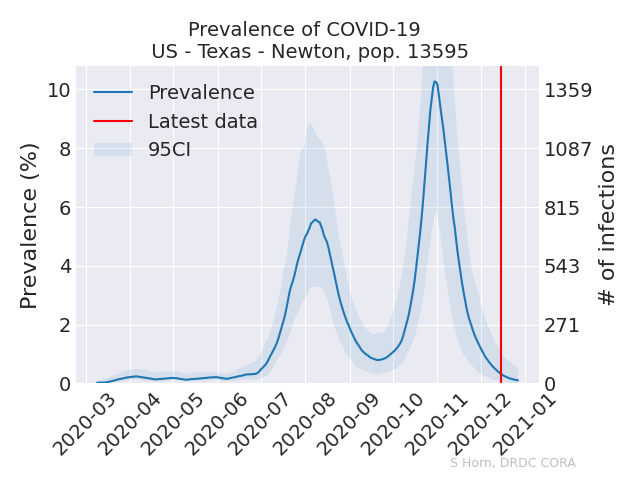 Prevalence of COVID-19
US - Texas - Newton, pop. 13595
Prevalence (%)
10
8
6
4
2
0
Prevalence
Latest data
95CI
1359
1087
815
543
271
0
# of infections
2020-03
2020-04
2020-05
2020-06
2020-07
2020-08
2020-09
2020-10
2020-11
2020-12
2021-01
S Horn, DRDC CORA